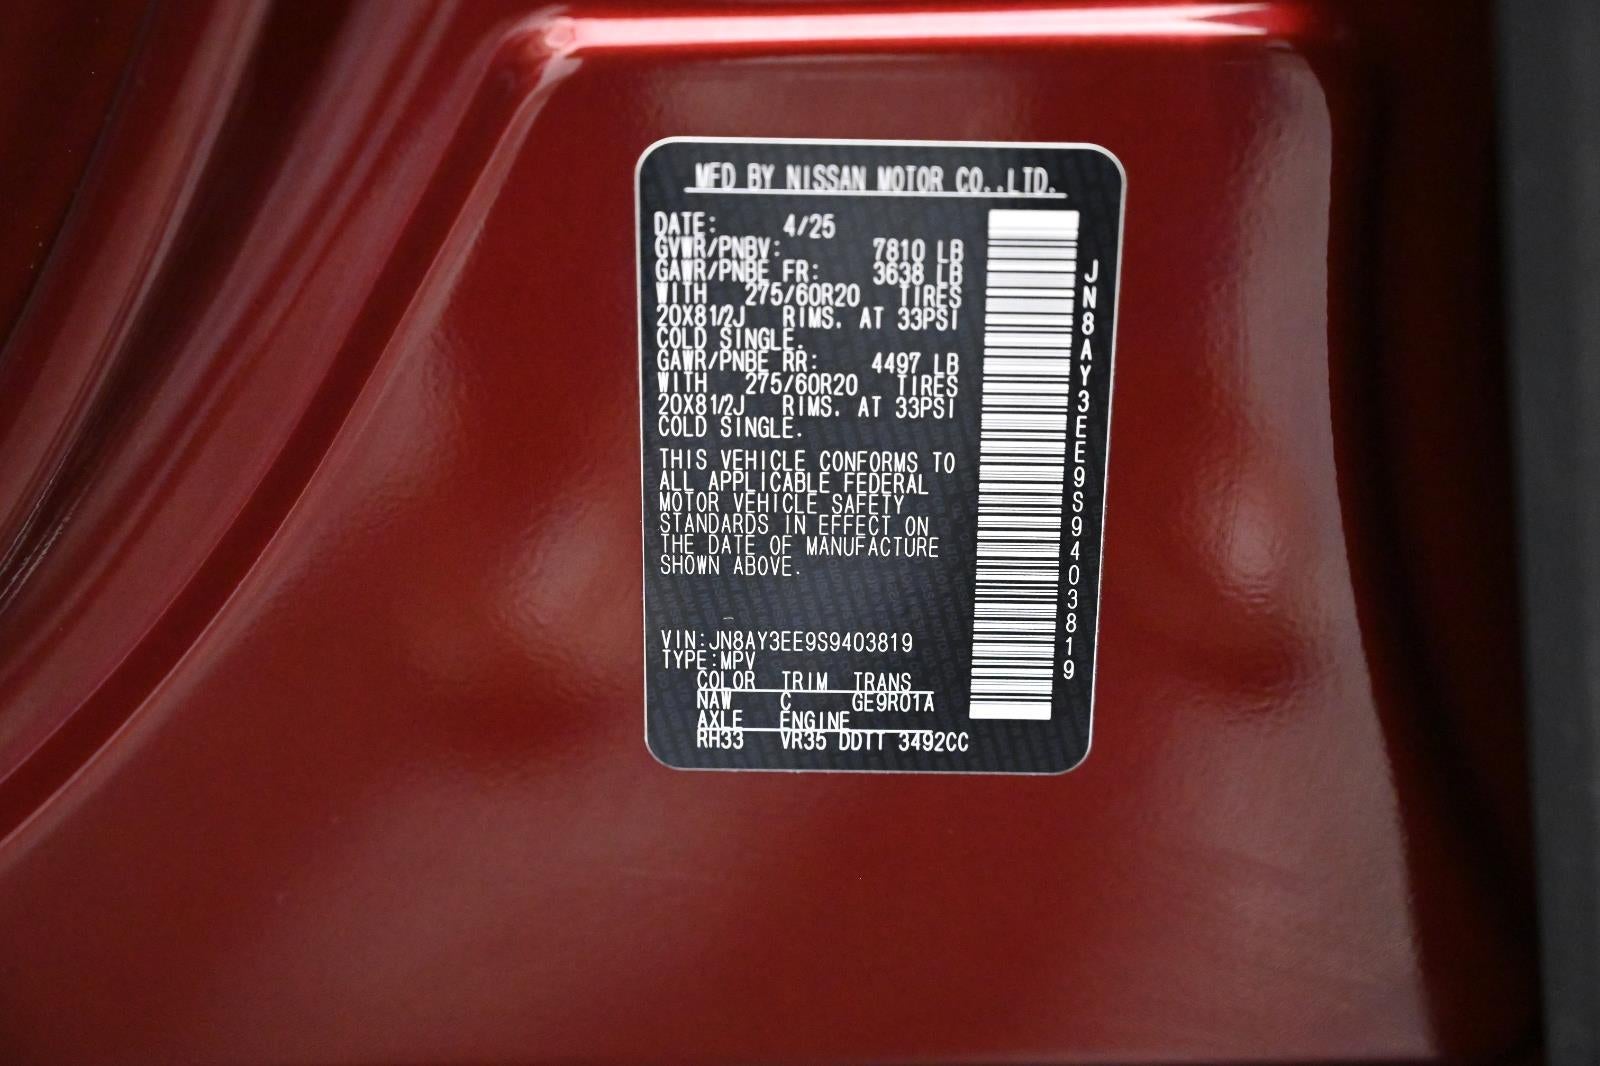 MFD BY NISSAN MOTOR CO.,LTD.
DATE: 4/25
GVWR/PNBV: 7810 LB
GAWR/PNBE FR: 3638 LB
WITH 275/60R20 TIRES
20X81/2J RIMS. AT 33PSI
COLD SINGLE.
GAWR/PNBE RR: 4497 LB
WITH 275/60R20 TIRES
20X81/2J RIMS. AT 33PSI
COLD SINGLE.
THIS VEHICLE CONFORMS TO
ALL APPLICABLE FEDERAL
MOTOR VEHICLE SAFETY
STANDARDS IN EFFECT ON
THE DATE OF MANUFACTURE
SHOWN ABOVE.
VIN:JN8AY3EE9S9403819
TYPE:MPV
COLOR TRIM TRANS
NAW C GE9R01A
AXLE ENGINE
RH33 VR35 DDTT 3492CC
JN8AY3EE9S9403819